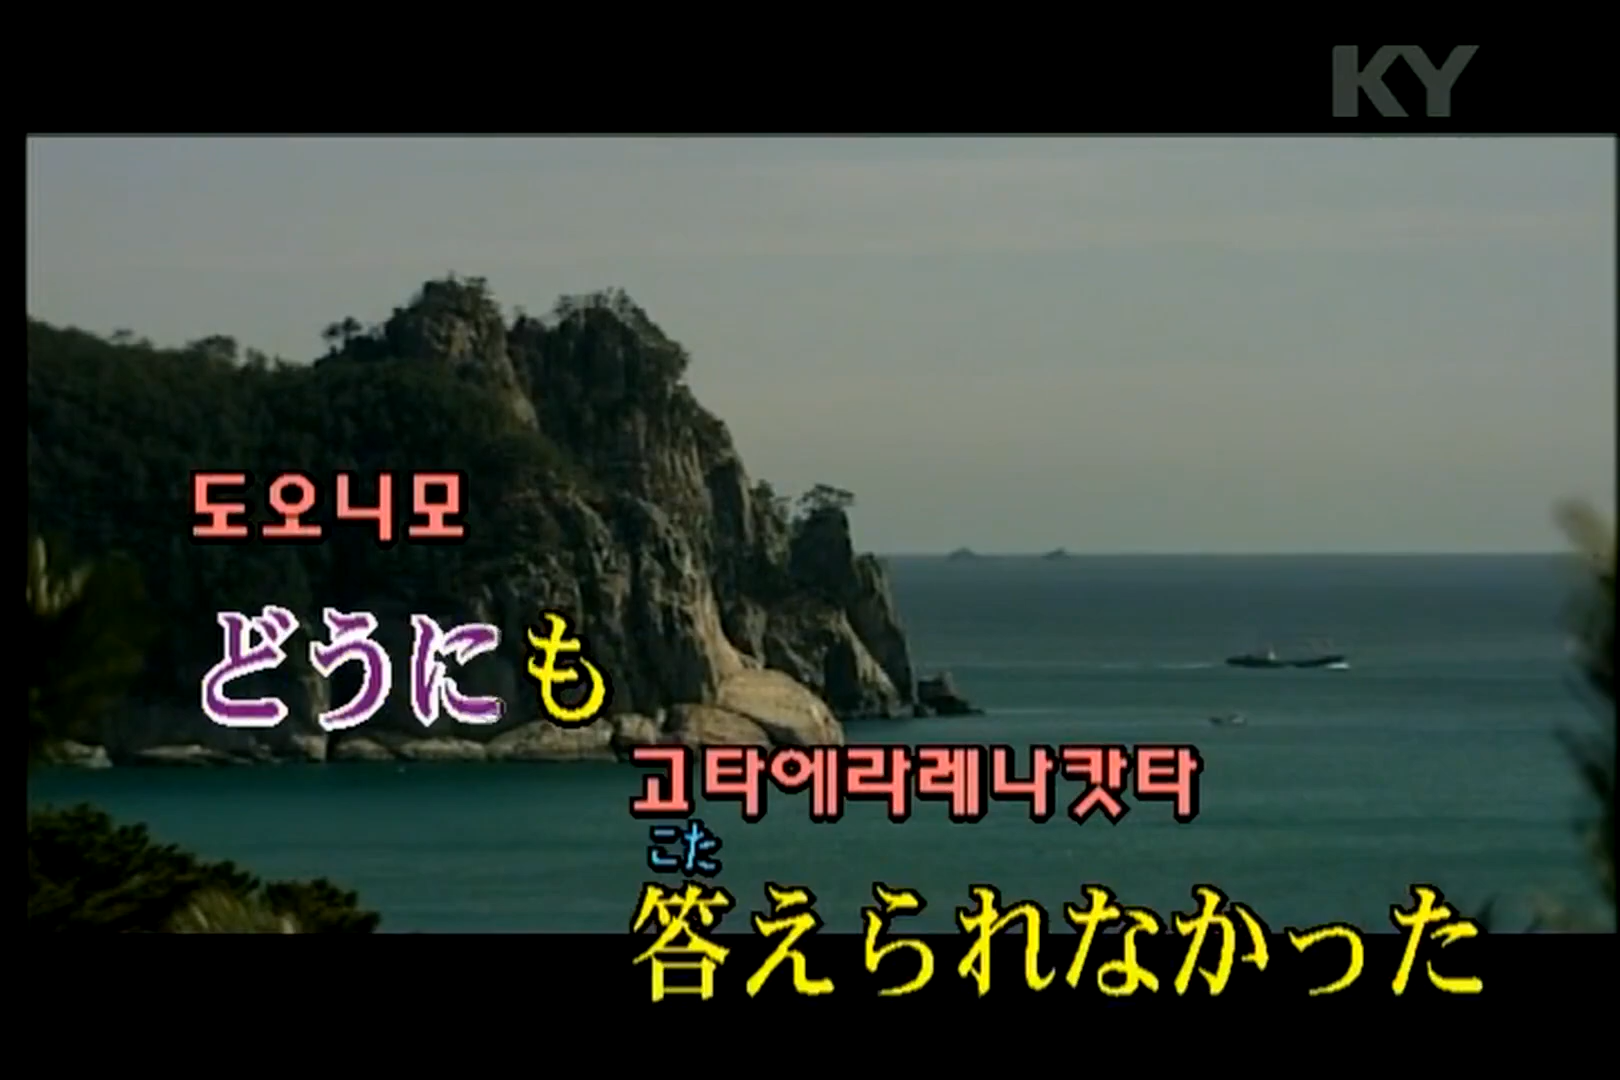 KY
도오니모
どうにも
고타에라레나캇타
こた
答えられなかった